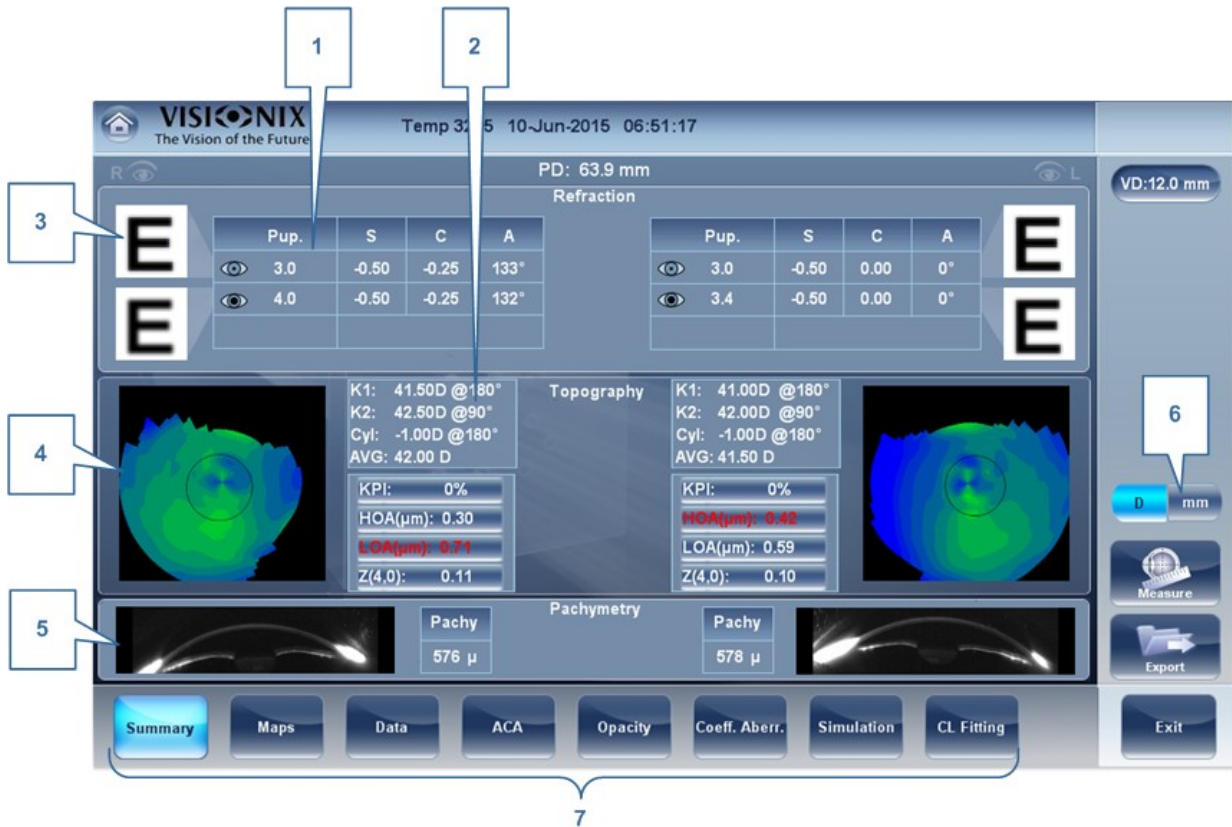 1
2
VISIONIX
The Vision of the Future
10-Jun-2015 06:51:17
Temp 32 5
R
PD: 63.9 mm
L
VD:12.0 mm
Refraction
3
E
Pup. S C A
3.0 -0.50 -0.25 133°
4.0 -0.50 -0.25 132°
E
Pup. S C A
3.0 -0.50 0.00 0°
3.4 -0.50 0.00 0°
E
E
Topography
4
K1: 41.50D @180°
K2: 42.50D @90°
Cyl: -1.00D @180°
AVG: 42.00 D
KPI: 0%
HOA(µm): 0.30
LOA(µm): 0.71
Z(4,0): 0.11
K1: 41.00D @180°
K2: 42.00D @90°
Cyl: -1.00D @180°
AVG: 41.50 D
KPI: 0%
HOA(µm): 0.42
LOA(µm): 0.59
Z(4,0): 0.10
6
D mm
Measure
Export
5
Pachymetry
Pachy
576 µ
Pachy
578 µ
Summary Maps Data ACA Opacity Coeff. Aberr. Simulation CL Fitting Exit
7